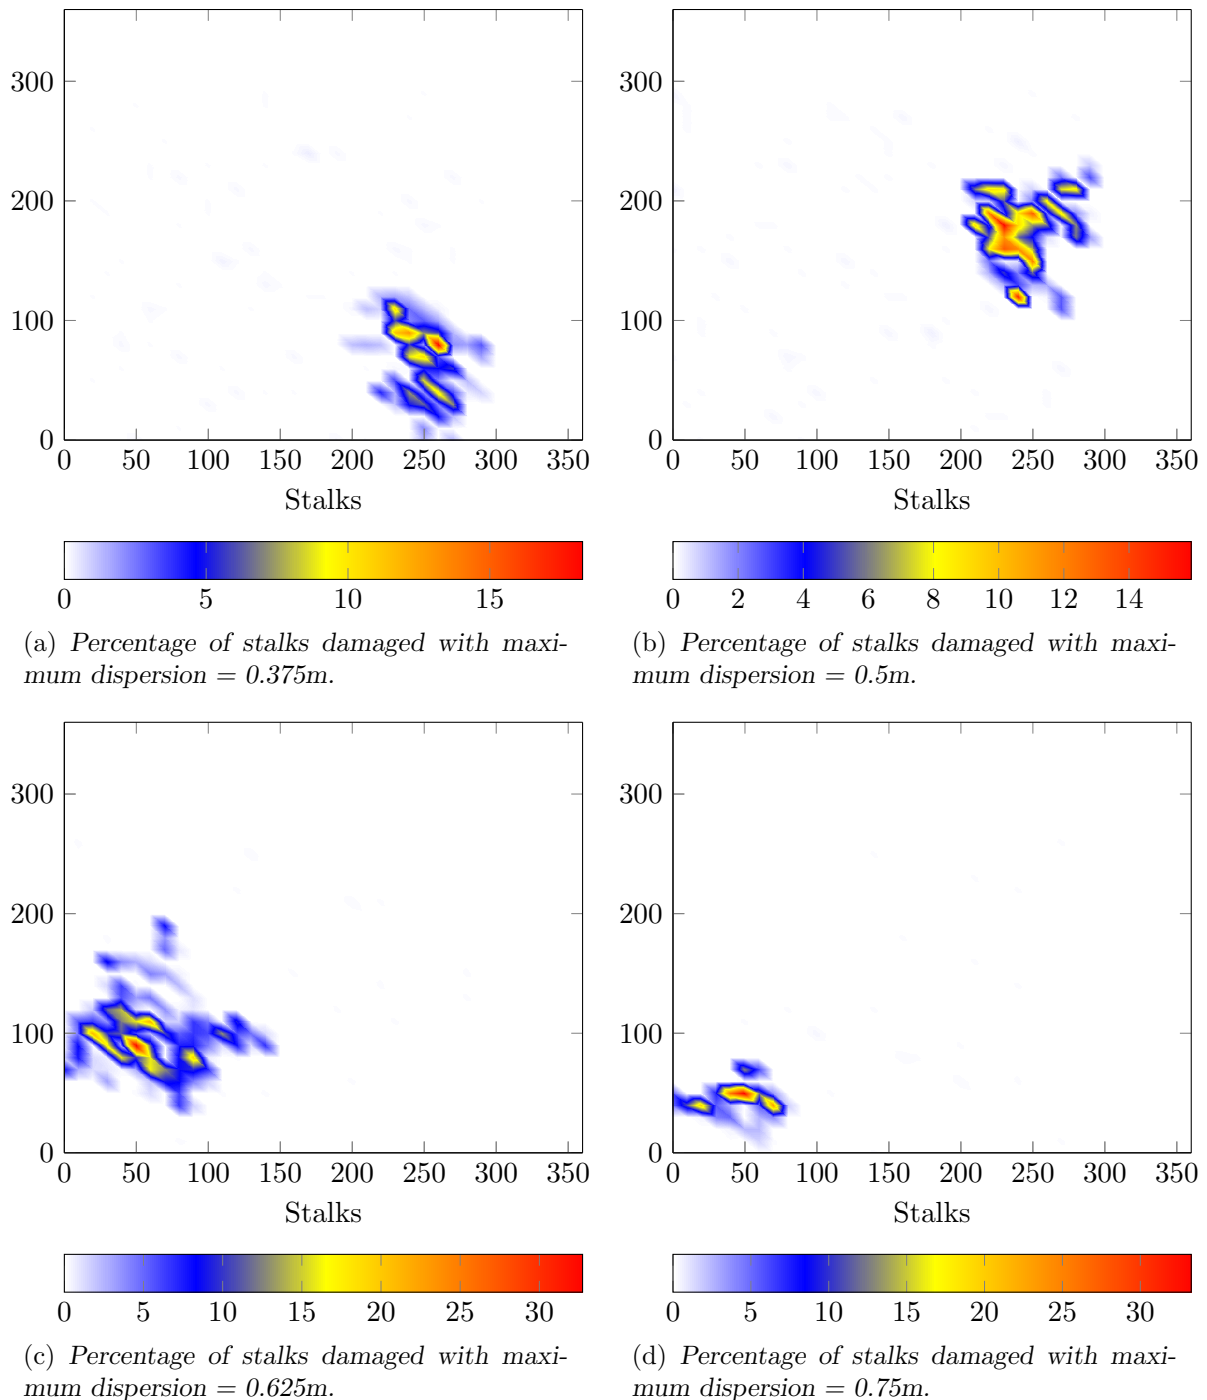 300
200
100
0
0 50 100 150 200 250 300 350
Stalks
0 5 10 15
(a) Percentage of stalks damaged with maxi-
mum dispersion = 0.375m.
300
200
100
0
0 50 100 150 200 250 300 350
Stalks
0 2 4 6 8 10 12 14
(b) Percentage of stalks damaged with maxi-
mum dispersion = 0.5m.
300
200
100
0
0 50 100 150 200 250 300 350
Stalks
0 5 10 15 20 25 30
(c) Percentage of stalks damaged with maxi-
mum dispersion = 0.625m.
300
200
100
0
0 50 100 150 200 250 300 350
Stalks
0 5 10 15 20 25 30
(d) Percentage of stalks damaged with maxi-
mum dispersion = 0.75m.